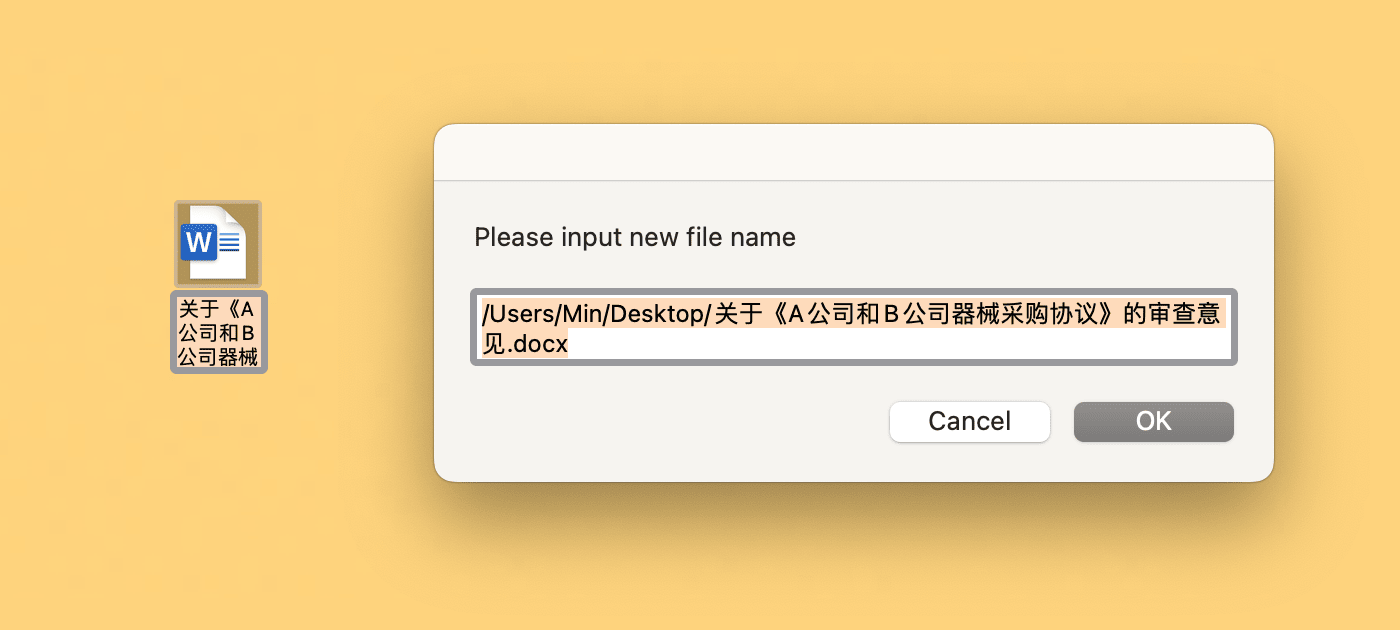 W
关于《A
公司和B
公司器械
Please input new file name
/Users/Min/Desktop/关于《A公司和B公司器械采购协议》的审查意
见.docx
Cancel
OK